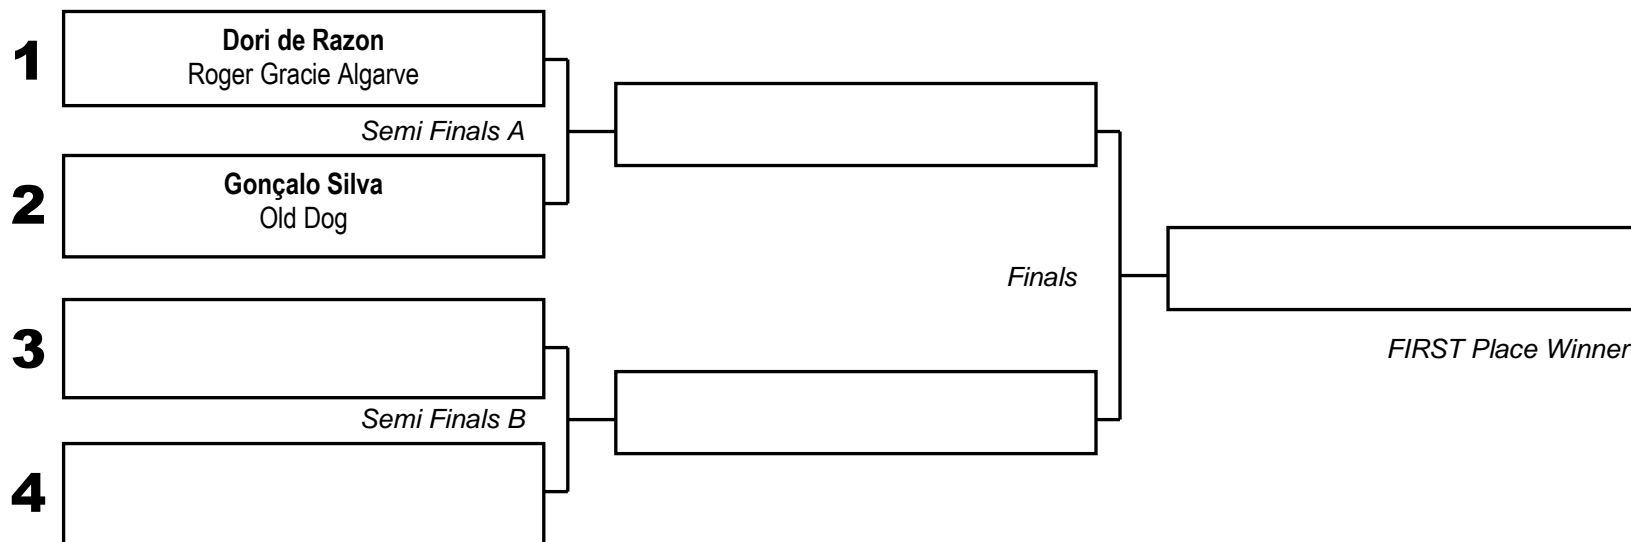 1
Dori de Razon
Roger Gracie Algarve
Semi Finals A
2
Gonçalo Silva
Old Dog
Finals
3
FIRST Place Winner
Semi Finals B
4